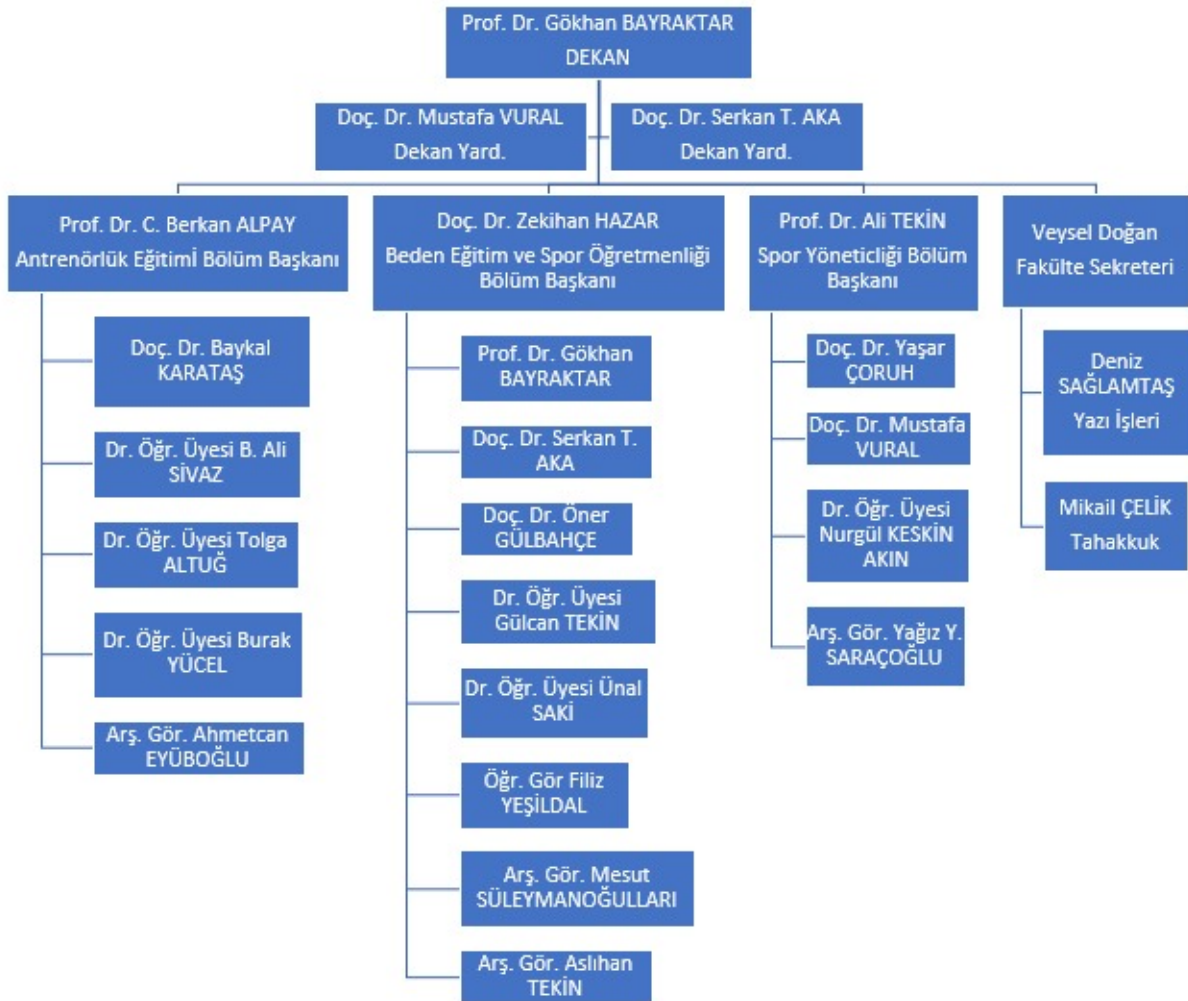 Prof. Dr. Gökhan BAYRAKTAR
DEKAN
Doç. Dr. Mustafa VURAL
Dekan Yard.
Doç. Dr. Serkan T. AKA
Dekan Yard.
Prof. Dr. C. Berkan ALPAY
Antrenörlük Eğitimİ Bölüm Başkanı
Doç. Dr. Baykal
KARATAŞ
Dr. Öğr. Üyesi B. Ali
SİVAZ
Dr. Öğr. Üyesi Tolga
ALTUĞ
Dr. Öğr. Üyesi Burak
YÜCEL
Arş. Gör. Ahmetcan
EYÜBOĞLU
Doç. Dr. Zekihan HAZAR
Beden Eğitim ve Spor Öğretmenliği
Bölüm Başkanı
Prof. Dr. Gökhan
BAYRAKTAR
Doç. Dr. Serkan T.
AKA
Doç. Dr. Öner
GÜLBAHÇE
Dr. Öğr. Üyesi
Gülcan TEKİN
Dr. Öğr. Üyesi Ünal
SAKİ
Öğr. Gör Filiz
YEŞİLDAL
Arş. Gör. Mesut
SÜLEYMANOĞULLARI
Arş. Gör. Aslıhan
TEKİN
Prof. Dr. Ali TEKİN
Spor Yöneticliği Bölüm
Başkanı
Doç. Dr. Yaşar
ÇORUH
Doç. Dr. Mustafa
VURAL
Dr. Öğr. Üyesi
Nurgül KESKİN
AKIN
Arş. Gör. Yağız Y.
SARAÇOĞLU
Veysel Doğan
Fakülte Sekreteri
Deniz
SAĞLAMTAŞ
Yazı İşleri
Mikail ÇELİK
Tahakkuk